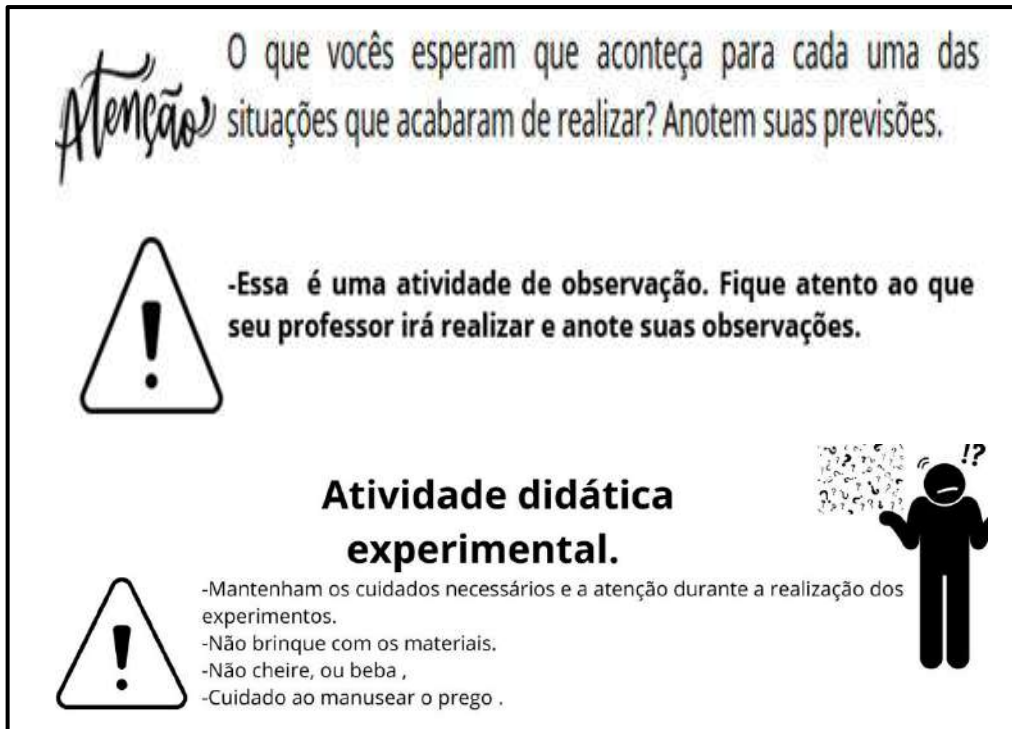 Atenção
O que vocês esperam que aconteça para cada uma das
situações que acabaram de realizar? Anotem suas previsões.
!
-Essa é uma atividade de observação. Fique atento ao que
seu professor irá realizar e anote suas observações.
!?
Atividade didática
experimental.
!
-Mantenham os cuidados necessários e a atenção durante a realização dos
experimentos.
-Não brinque com os materiais.
-Não cheire, ou beba ,
-Cuidado ao manusear o prego .